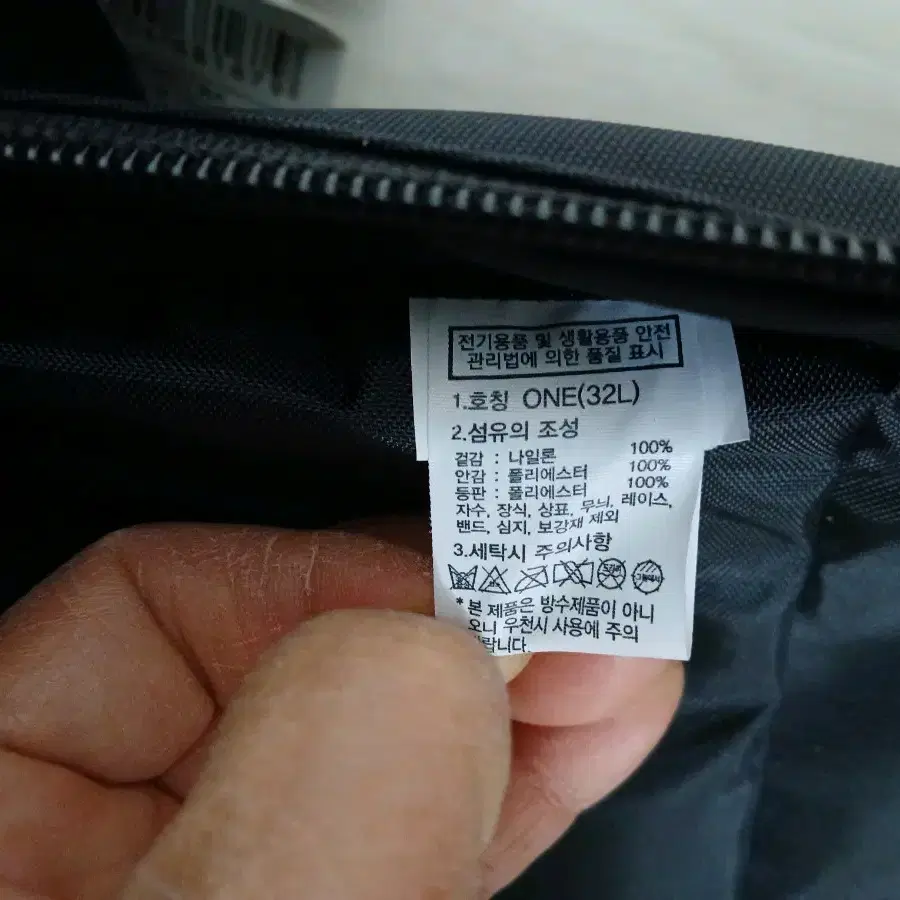 전기용품 및 생활용품 안전
관리법에 의한 품질 표시
1.호칭 ONE(32L)
2.섬유의 조성
겉감 : 나일론 100%
안감 : 폴리에스터 100%
등판 : 폴리에스터 100%
자수, 장식, 상표, 무늬, 레이스,
밴드, 심지, 보강재 제외
3.세탁시 주의사항
* 본 제품은 방수제품이 아니
오니 우천시 사용에 주의